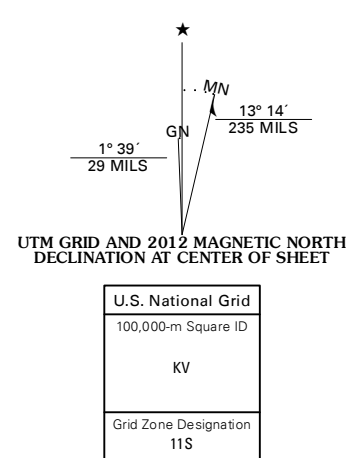 ★
MN
GN
13° 14´
235 MILS
1° 39´
29 MILS
UTM GRID AND 2012 MAGNETIC NORTH
DECLINATION AT CENTER OF SHEET
U.S. National Grid
100,000-m Square ID
KV
Grid Zone Designation
11S